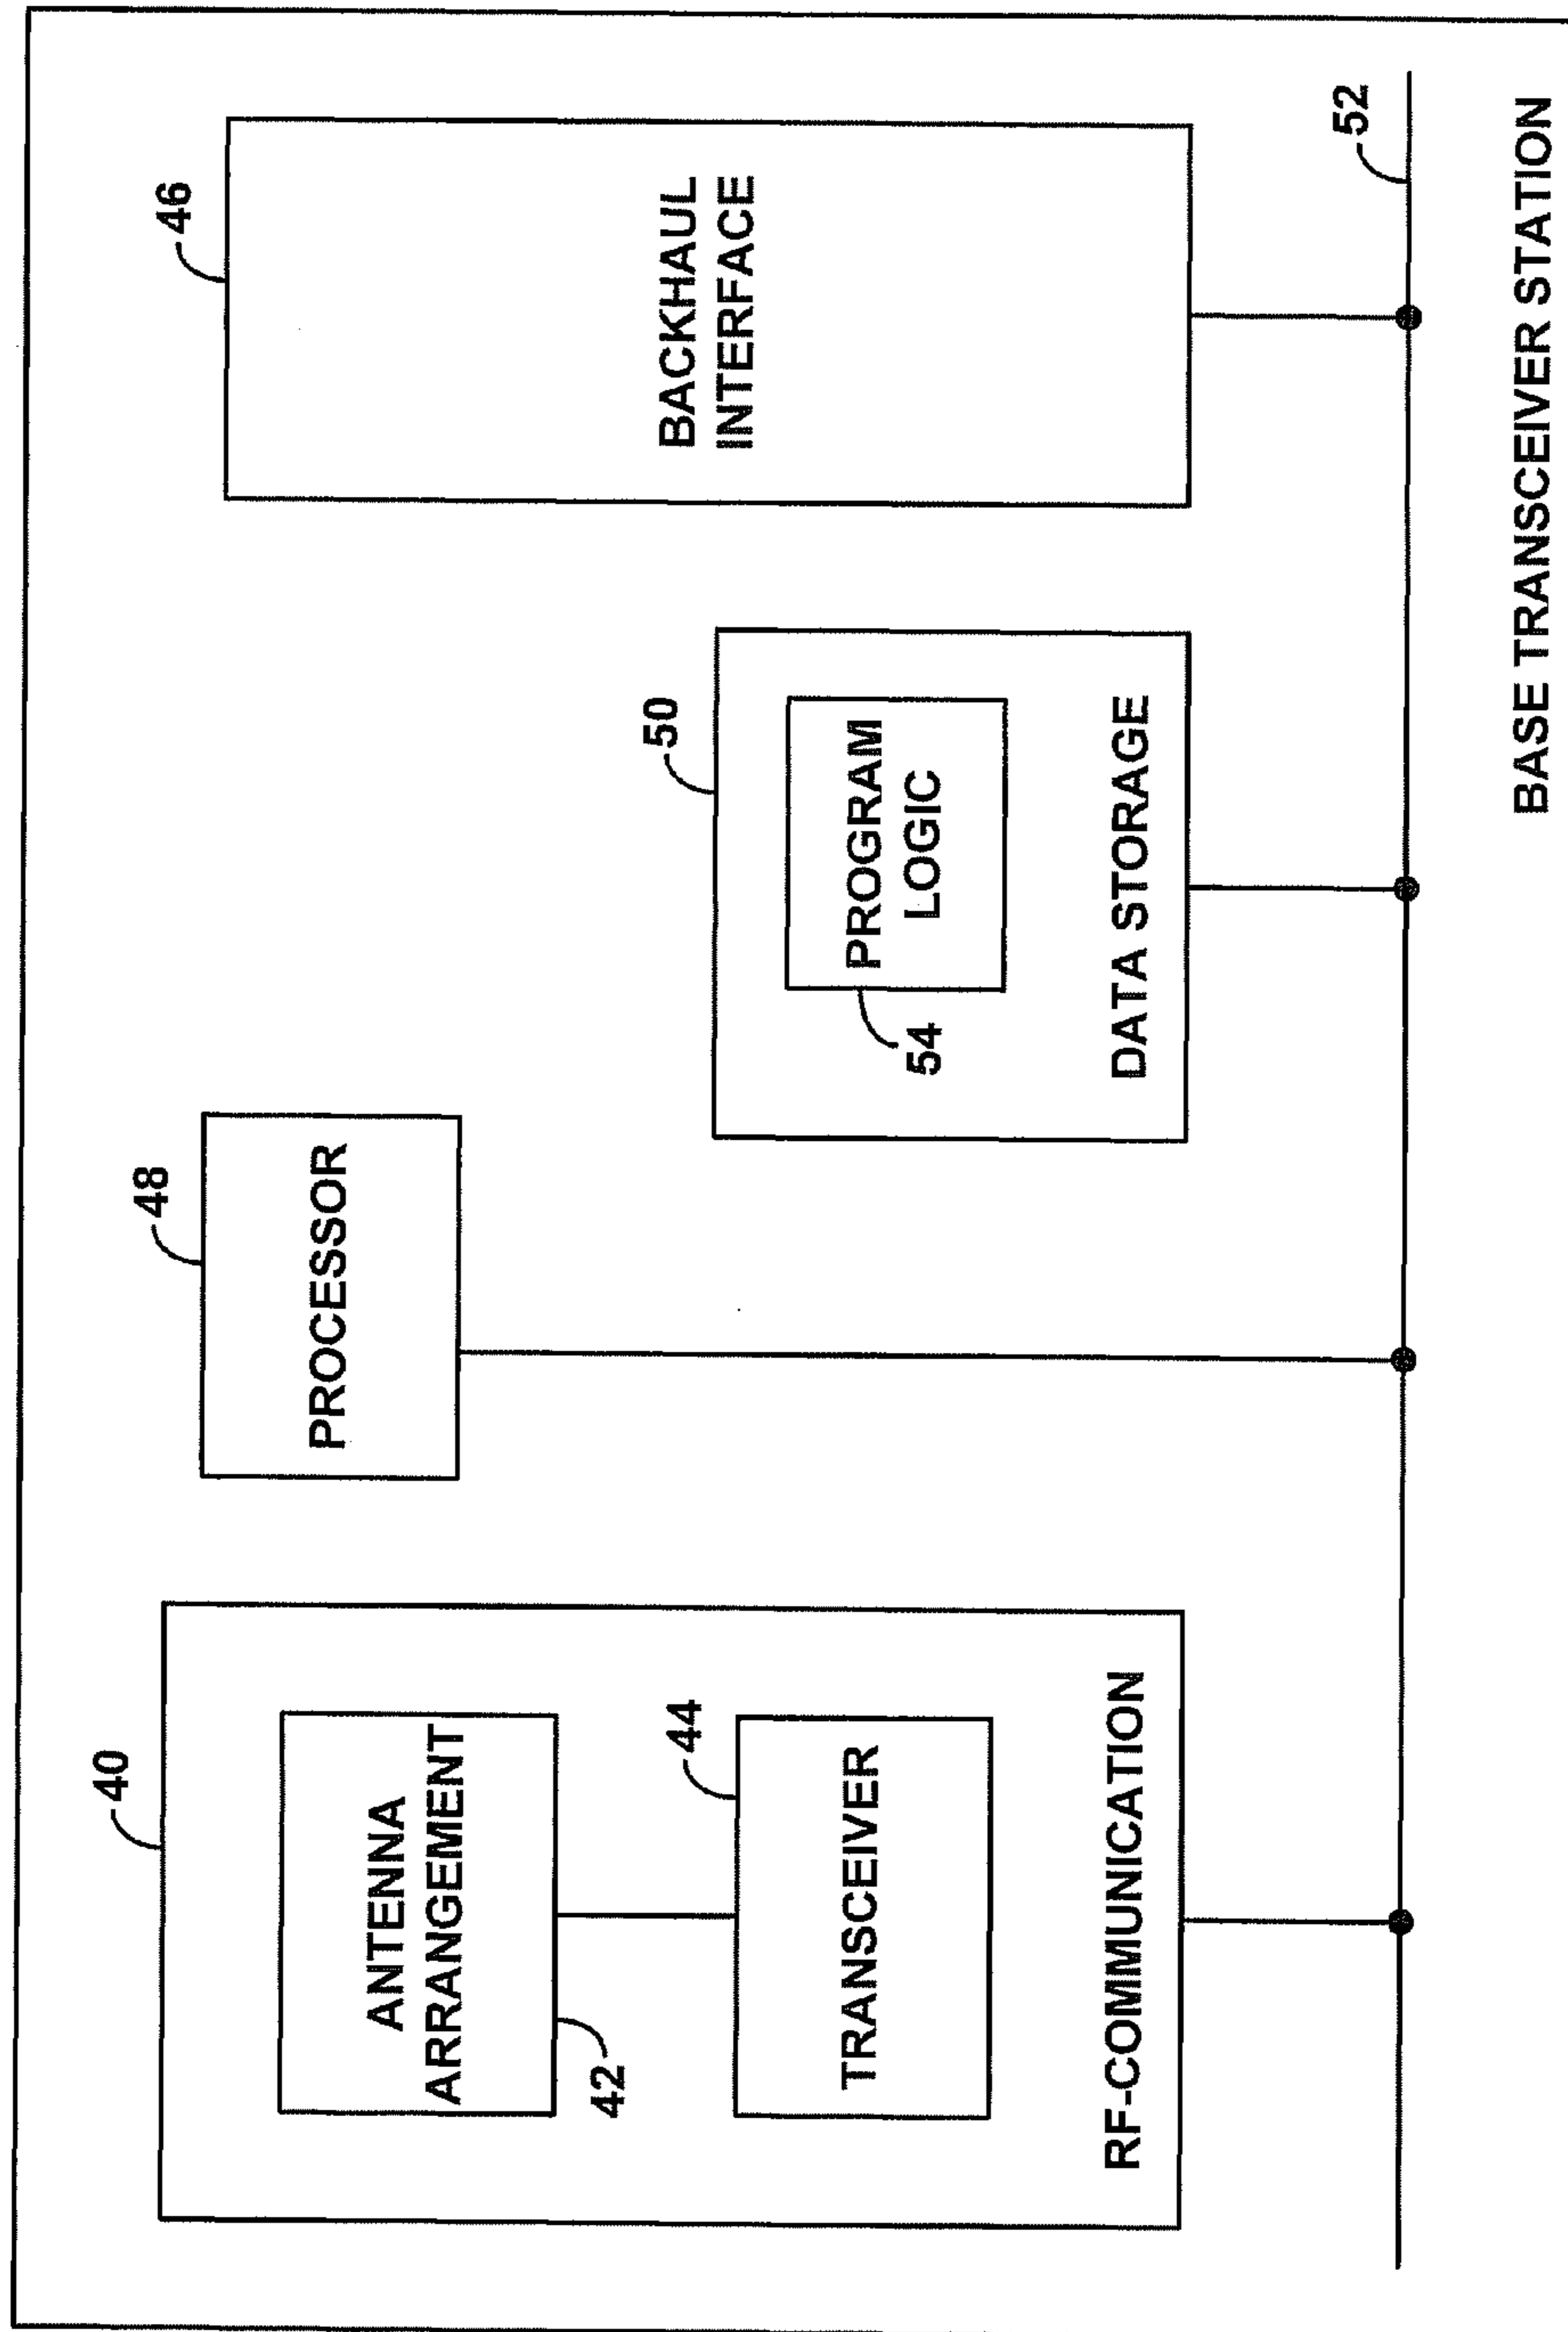 40
ANTENNA
ARRANGEMENT
42
44
TRANSCEIVER
RF-COMMUNICATION
48
PROCESSOR
50
PROGRAM
LOGIC
54
DATA STORAGE
46
BACKHAUL
INTERFACE
52
BASE TRANSCEIVER STATION